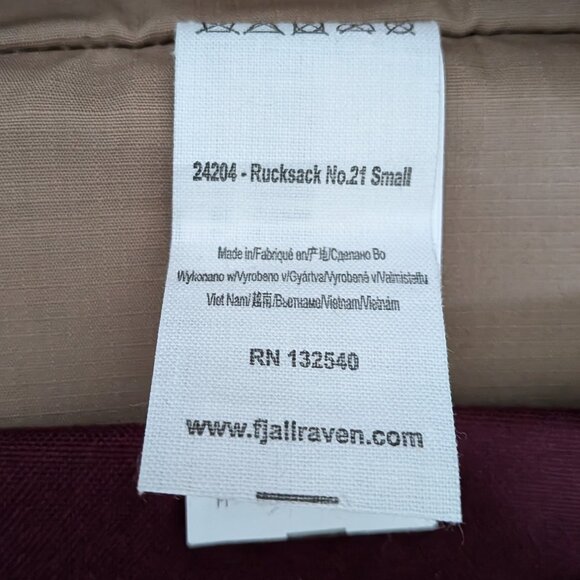 24204 - Rucksack No.21 Small
Made in/Fabriqué en/产地/Сделано Во
Wykonano w/Vyrobeno v/Gyártva/Vyrobené v/Valmistettu
Viet Nam/越南/Вьетнаме/Vietnam/Vietnám
RN 132540
www.fjallraven.com